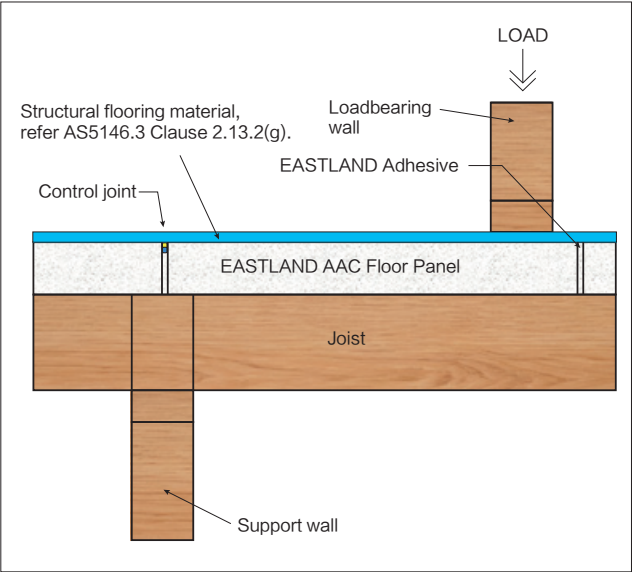 LOAD
Structural flooring material,
refer AS5146.3 Clause 2.13.2(g).
Loadbearing
wall
EASTLAND Adhesive
Control joint
EASTLAND AAC Floor Panel
Joist
Support wall